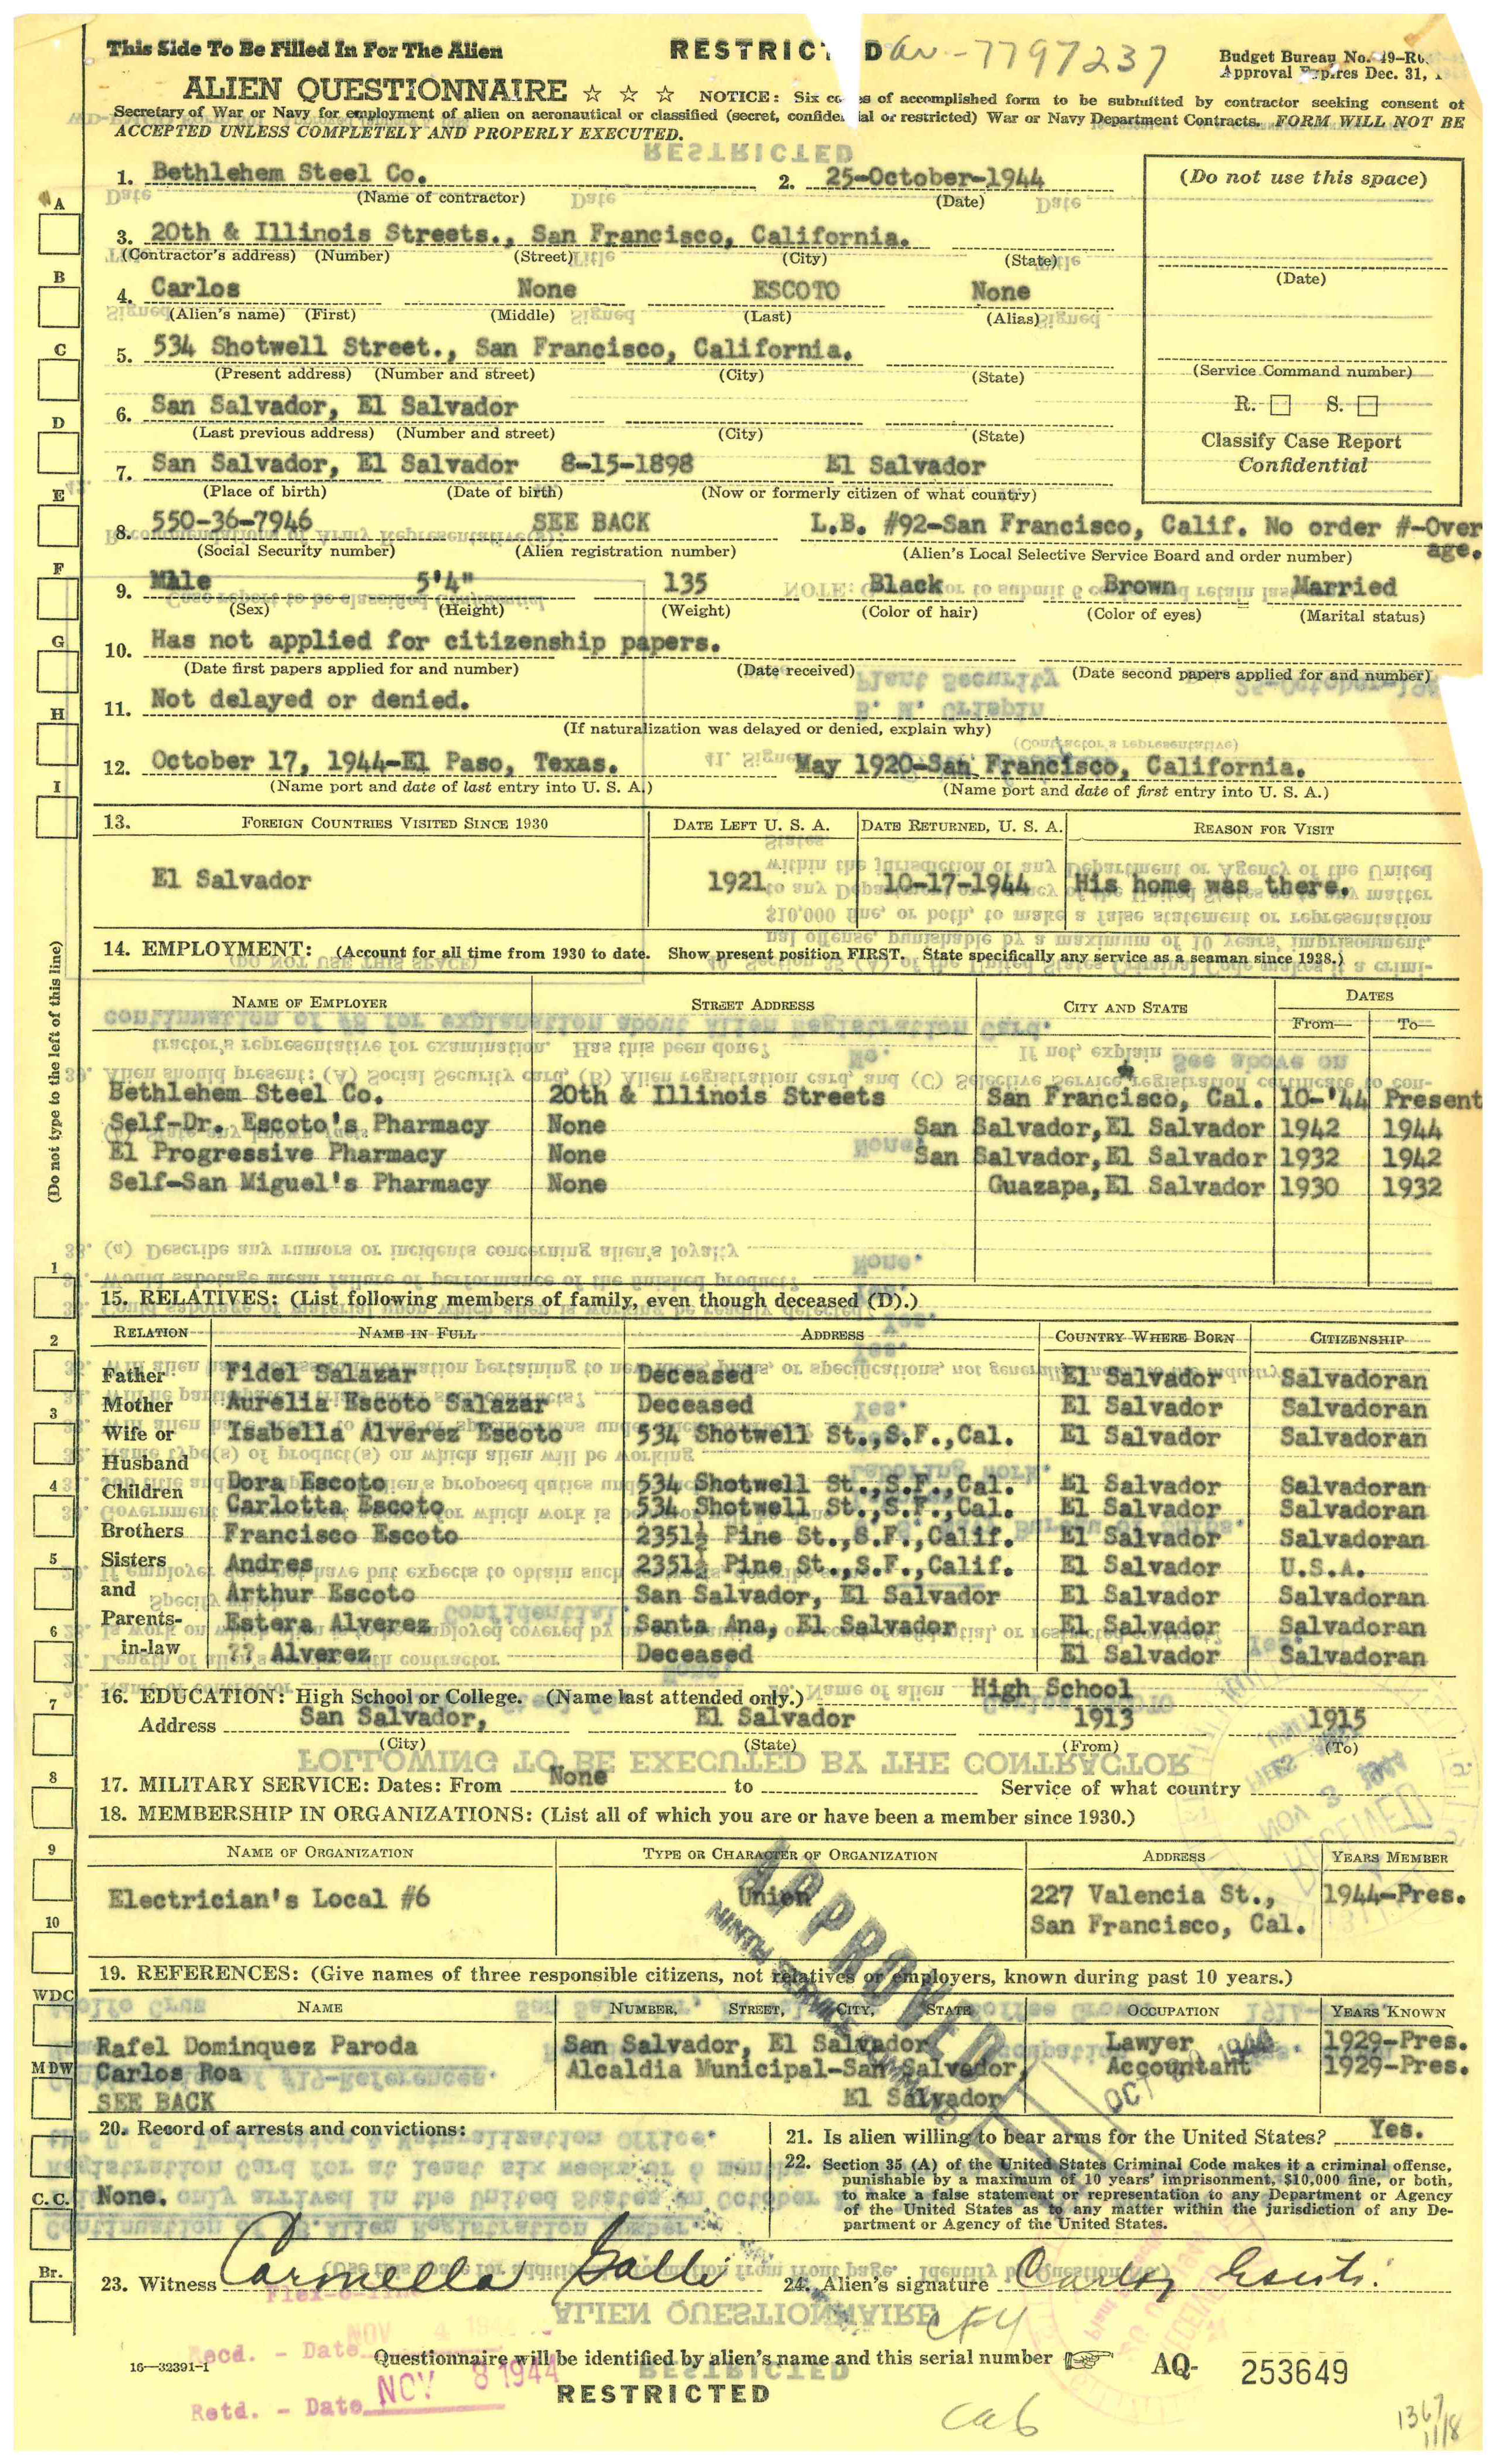 This Side To Be Filled In For The Alien
RESTRIC D an-7797237
Budget Bureau No. 49-R
Approval Expires Dec. 31,
ALIEN QUESTIONNAIRE ☆ ☆ ☆ NOTICE: Six co es of accomplished form to be submitted by contractor seeking consent of
Secretary of War or Navy for employment of alien on aeronautical or classified (secret, confide ial or restricted) War or Navy Department Contracts. FORM WILL NOT BE
ACCEPTED UNLESS COMPLETELY AND PROPERLY EXECUTED.
1. Bethlehem Steel Co. 2. 25-October-1944
(Name of contractor) (Date)
3. 20th & Illinois Streets., San Francisco, California.
(Contractor's address) (Number) (Street) (City) (State)
4. Carlos None ESCOTO None
(Alien's name) (First) (Middle) (Last) (Alias)
5. 534 Shotwell Street., San Francisco, California.
(Present address) (Number and street) (City) (State)
6. San Salvador, El Salvador
(Last previous address) (Number and street) (City) (State)
7. San Salvador, El Salvador 8-15-1898 El Salvador
(Place of birth) (Date of birth) (Now or formerly citizen of what country)
(Do not use this space)
(Date)
(Service Command number)
R. □ S. □
Classify Case Report
Confidential
8. 550-36-7946 SEE BACK L.B. #92-San Francisco, Calif. No order #-Over
age.
(Social Security number) (Alien registration number) (Alien's Local Selective Service Board and order number)
9. Male 5'4" 135 Black Brown Married
(Sex) (Height) (Weight) (Color of hair) (Color of eyes) (Marital status)
10. Has not applied for citizenship papers.
(Date first papers applied for and number) (Date received) (Date second papers applied for and number)
11. Not delayed or denied.
(If naturalization was delayed or denied, explain why)
12. October 17, 1944-El Paso, Texas. May 1920-San Francisco, California.
(Name port and date of last entry into U. S. A.) (Name port and date of first entry into U. S. A.)
13. FOREIGN COUNTRIES VISITED SINCE 1930 DATE LEFT U. S. A. DATE RETURNED, U. S. A. REASON FOR VISIT
El Salvador 1921 10-17-1944 His home was there.
14. EMPLOYMENT: (Account for all time from 1930 to date. Show present position FIRST. State specifically any service as a seaman since 1938.)
NAME OF EMPLOYER STREET ADDRESS CITY AND STATE DATES
From— To—
Bethlehem Steel Co. 20th & Illinois Streets San Francisco, Cal. 10-'44 Present
Self-Dr. Escoto's Pharmacy None San Salvador, El Salvador 1942 1944
El Progressive Pharmacy None San Salvador, El Salvador 1932 1942
Self-San Miguel's Pharmacy None Guazapa, El Salvador 1930 1932
15. RELATIVES: (List following members of family, even though deceased (D).)
RELATION NAME IN FULL ADDRESS COUNTRY WHERE BORN CITIZENSHIP
Father Fidel Salazar Deceased El Salvador Salvadoran
Mother Aurelia Escoto Salazar Deceased El Salvador Salvadoran
Wife or Isabella Alverez Escoto 534 Shotwell St.,S.F.,Cal. El Salvador Salvadoran
Husband
Children Dora Escoto 534 Shotwell St.,S.F.,Cal. El Salvador Salvadoran
Carlotta Escoto 534 Shotwell St.,S.F.,Cal. El Salvador Salvadoran
Brothers Francisco Escoto 2351½ Pine St.,S.F.,Calif. El Salvador Salvadoran
Sisters Andres 2351½ Pine St.,S.F.,Calif. El Salvador U.S.A.
and Arthur Escoto San Salvador, El Salvador El Salvador Salvadoran
Parents- Estera Alverez Santa Ana, El Salvador El Salvador Salvadoran
in-law ?? Alverez Deceased El Salvador Salvadoran
16. EDUCATION: High School or College. (Name last attended only.) High School
Address San Salvador, El Salvador 1913 1915
(City) (State) (From) (To)
17. MILITARY SERVICE: Dates: From None to Service of what country
18. MEMBERSHIP IN ORGANIZATIONS: (List all of which you are or have been a member since 1930.)
NAME OF ORGANIZATION TYPE OR CHARACTER OF ORGANIZATION ADDRESS YEARS MEMBER
Electrician's Local #6 Union 227 Valencia St., 1944-Pres.
San Francisco, Cal.
APPROVED
NINTH SERVICE COMMAND
19. REFERENCES: (Give names of three responsible citizens, not relatives or employers, known during past 10 years.)
NAME NUMBER, STREET, CITY, STATE OCCUPATION YEARS KNOWN
Rafel Dominquez Paroda San Salvador, El Salvador Lawyer 1929-Pres.
Carlos Roa Alcaldia Municipal-San Salvador, Accountant 1929-Pres.
SEE BACK El Salvador
20. Record of arrests and convictions:
None.
21. Is alien willing to bear arms for the United States? Yes.
22. Section 35 (A) of the United States Criminal Code makes it a criminal offense,
punishable by a maximum of 10 years' imprisonment, $10,000 fine, or both,
to make a false statement or representation to any Department or Agency
of the United States as to any matter within the jurisdiction of any De-
partment or Agency of the United States.
23. Witness Carmella Galli 24. Alien's signature Carlos Escoto.
Recd. - Date NOV 4
Questionnaire will be identified by alien's name and this serial number AQ- 253649
16—32391-1
Retd. - Date NOV 8 1944
RESTRICTED
cab
1367
11/8
(Do not type to the left of this line)
A
B
C
D
E
F
G
H
I
1
2
3
4
5
6
7
8
9
10
WDC
MDW
C. C.
Br.